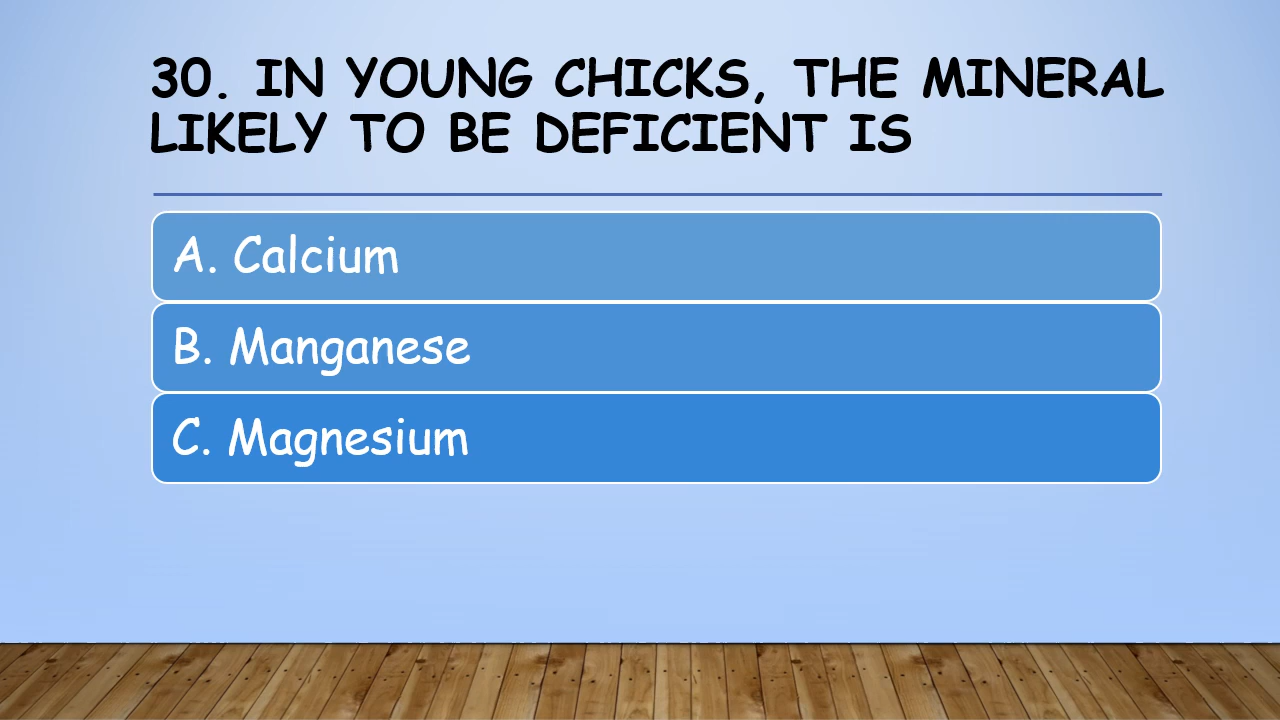 30. IN YOUNG CHICKS, THE MINERAL
LIKELY TO BE DEFICIENT IS
A. Calcium
B. Manganese
C. Magnesium